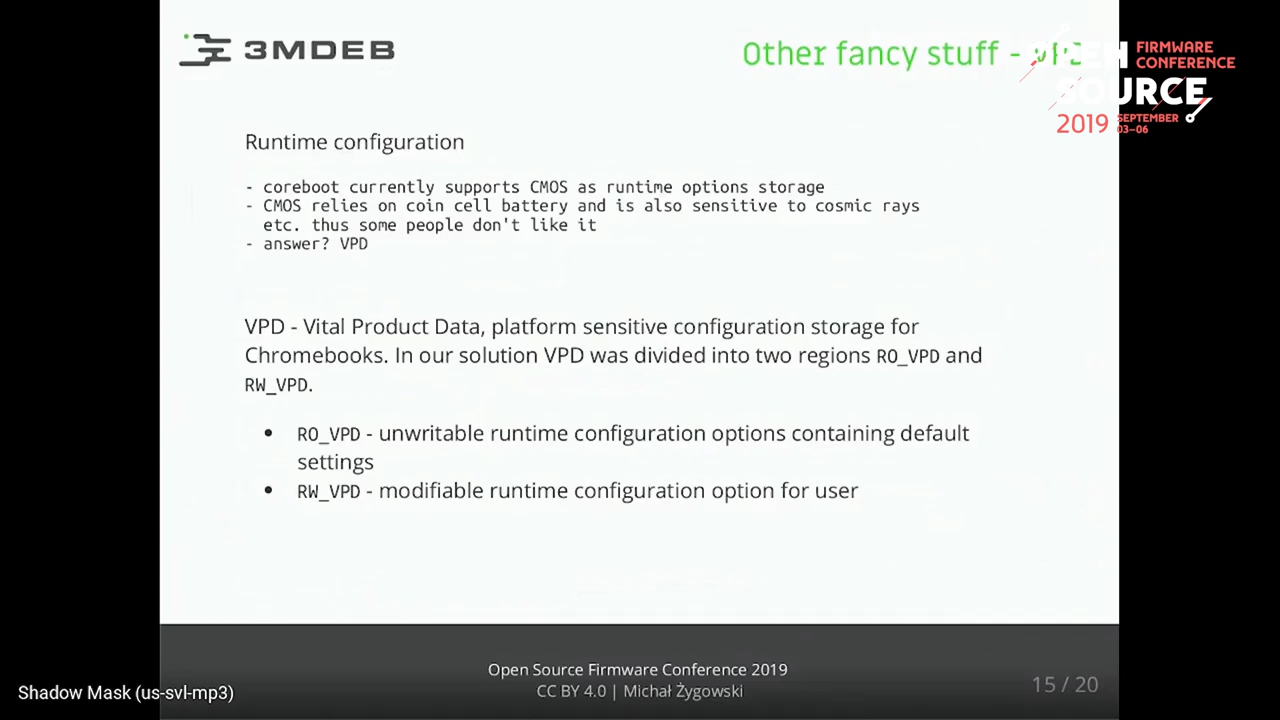 3MDEB
Other fancy stuff - VPD
OPEN
SOURCE
FIRMWARE
CONFERENCE
2019
SEPTEMBER
03–06
Runtime configuration
- coreboot currently supports CMOS as runtime options storage
- CMOS relies on coin cell battery and is also sensitive to cosmic rays
etc. thus some people don't like it
- answer? VPD
VPD - Vital Product Data, platform sensitive configuration storage for
Chromebooks. In our solution VPD was divided into two regions RO_VPD and
RW_VPD.
• RO_VPD - unwritable runtime configuration options containing default
settings
• RW_VPD - modifiable runtime configuration option for user
Open Source Firmware Conference 2019
CC BY 4.0 | Michał Żygowski
15 / 20
Shadow Mask (us-svl-mp3)